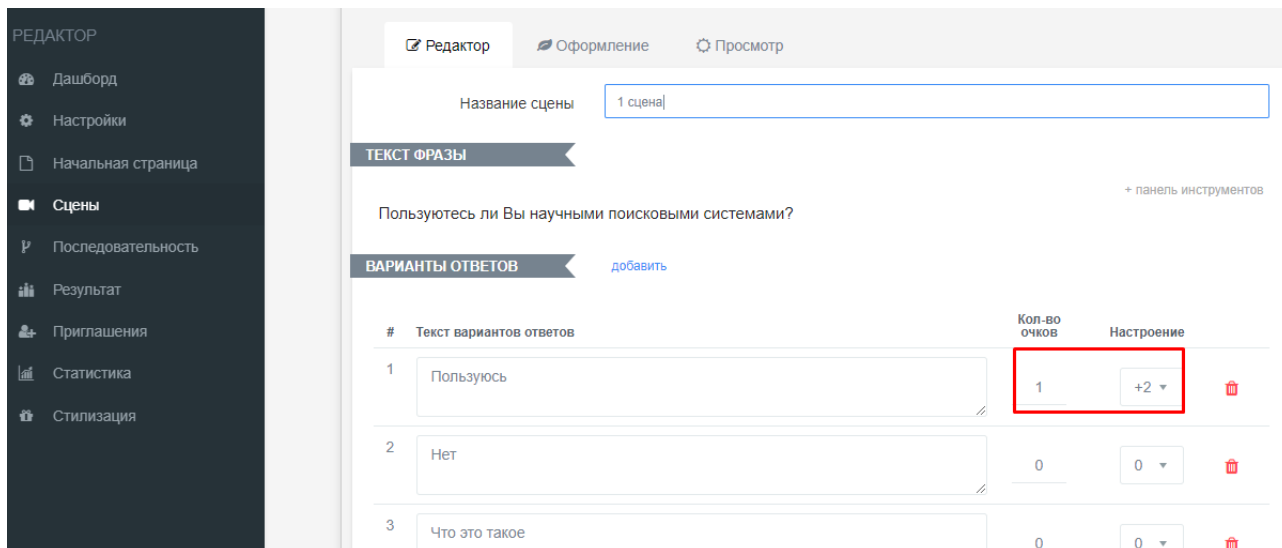 РЕДАКТОР
Дашборд
Настройки
Начальная страница
Сцены
Последовательность
Результат
Приглашения
Статистика
Стилизация
Редактор Оформление Просмотр
Название сцены 1 сцена
ТЕКСТ ФРАЗЫ
+ панель инструментов
Пользуютесь ли Вы научными поисковыми системами?
ВАРИАНТЫ ОТВЕТОВ добавить
# Текст вариантов ответов Кол-во очков Настроение
1 Пользуюсь 1 +2
2 Нет 0 0
3 Что это такое 0 0